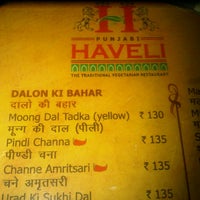 H
PUNJABI
HAVELI
THE TRADITIONAL VEGETARIAN RESTAURANT
DALON KI BAHAR
दालों की बहार
Moong Dal Tadka (yellow) ₹ 130
मून्ग की दाल (पीली)
Pindi Channa ₹ 135
पीण्डी चना
Channe Amritsari ₹ 135
चने अमृतसरी
Urad Ki Sukhi Dal